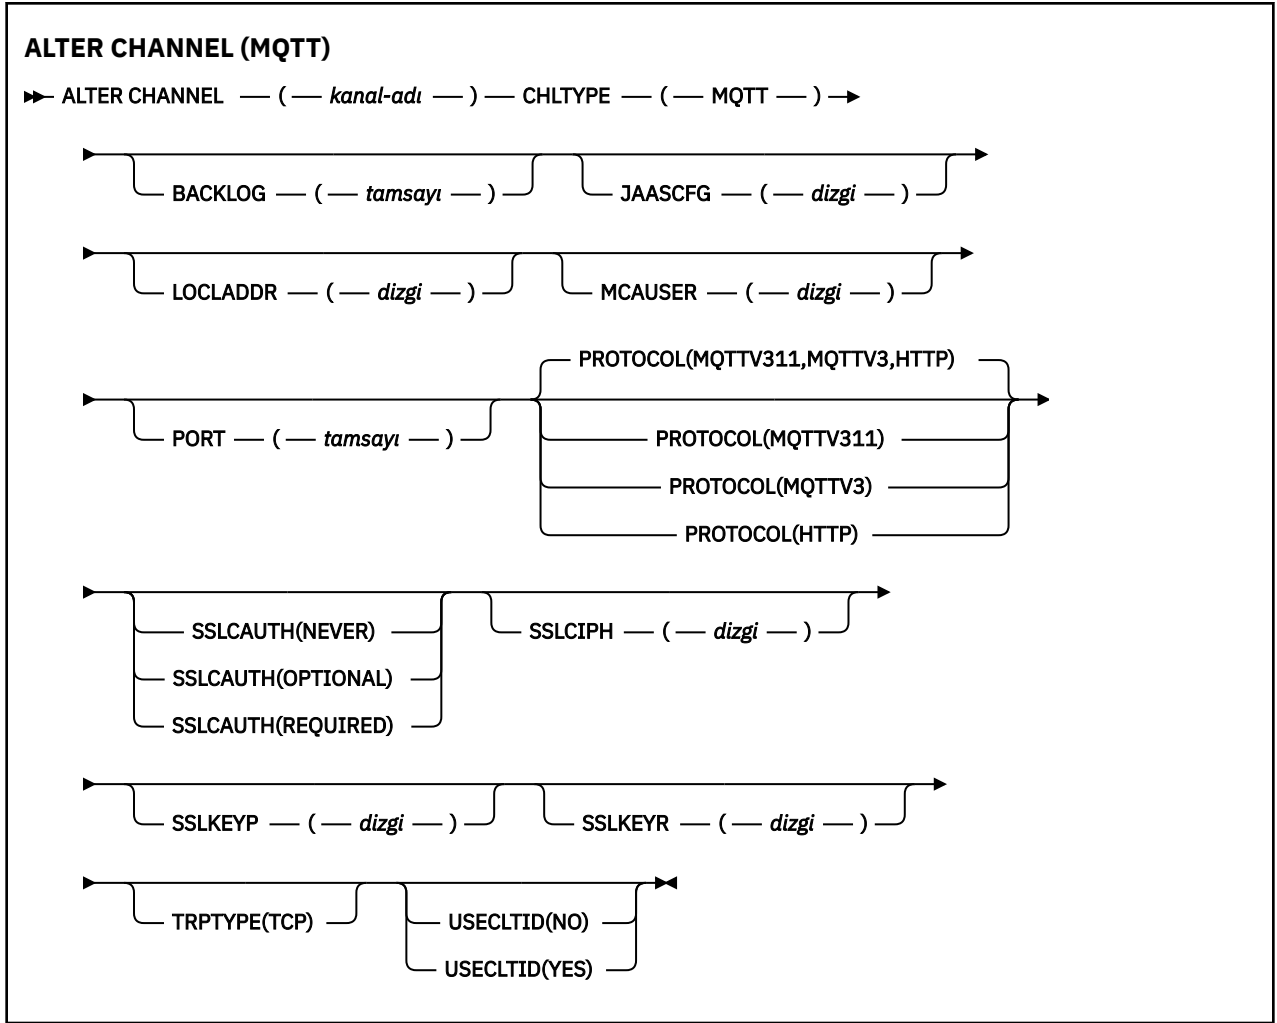 ALTER CHANNEL (MQTT)
ALTER CHANNEL ( kanal-adı ) CHLTYPE ( MQTT )
BACKLOG ( tamsayı ) JAASCFG ( dizgi )
LOCLADDR ( dizgi ) MCAUSER ( dizgi )
PROTOCOL(MQTTV311,MQTTV3,HTTP)
PORT ( tamsayı ) PROTOCOL(MQTTV311)
PROTOCOL(MQTTV3)
PROTOCOL(HTTP)
SSLCAUTH(NEVER) SSLCIPH ( dizgi )
SSLCAUTH(OPTIONAL)
SSLCAUTH(REQUIRED)
SSLKEYP ( dizgi ) SSLKEYR ( dizgi )
TRPTYPE(TCP) USECLTID(NO)
USECLTID(YES)